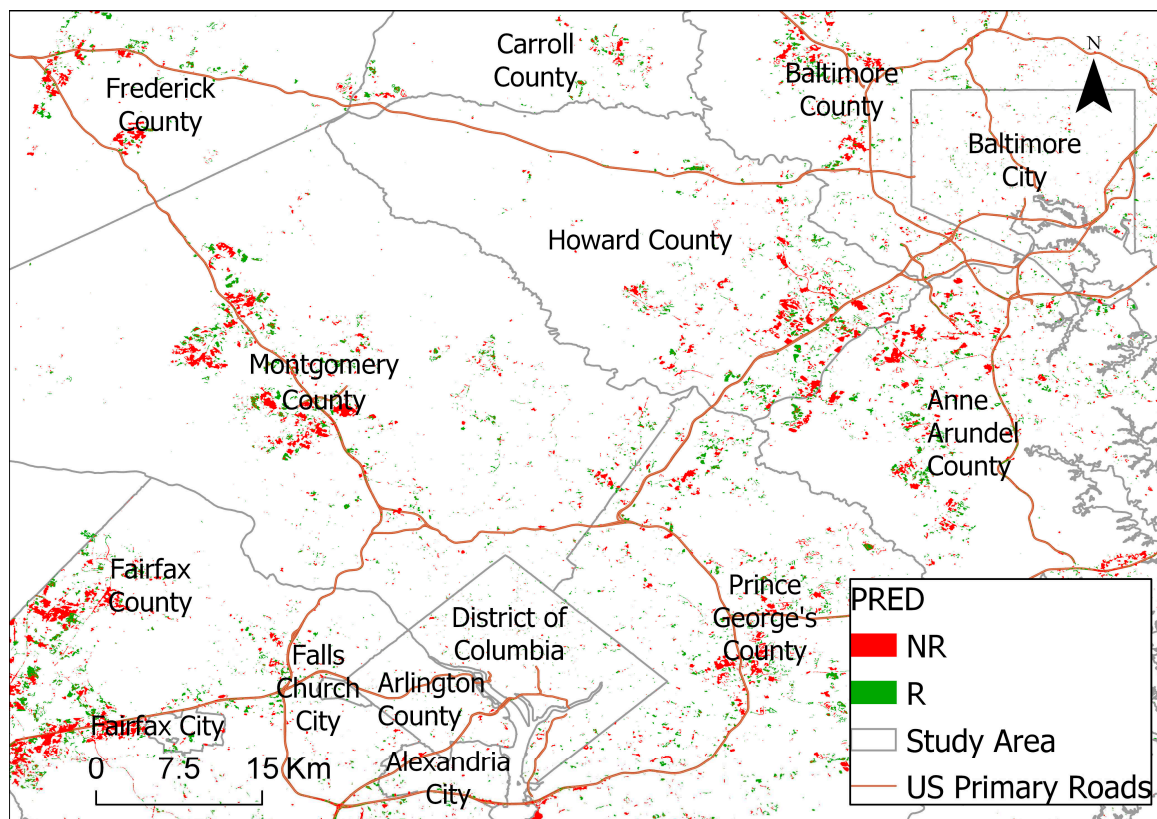 Carroll
County
N
Frederick
County
Baltimore
County
Baltimore
City
Howard County
Montgomery
County
Anne
Arundel
County
Fairfax
County
District of
Columbia
Prince
George's
County
Falls
Church
City
Arlington
County
Fairfax City
Alexandria
City
0 7.5 15 Km
PRED
NR
R
Study Area
US Primary Roads